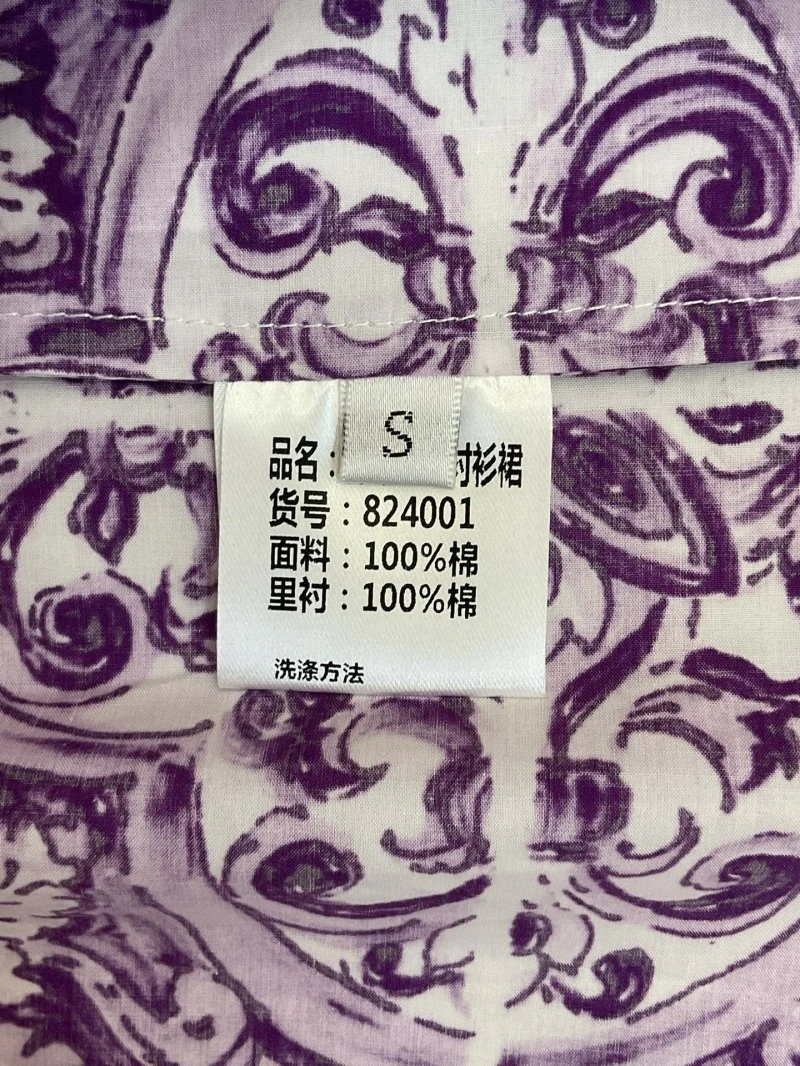 S
品名：衬衫裙
货号：824001
面料：100%棉
里衬：100%棉
洗涤方法